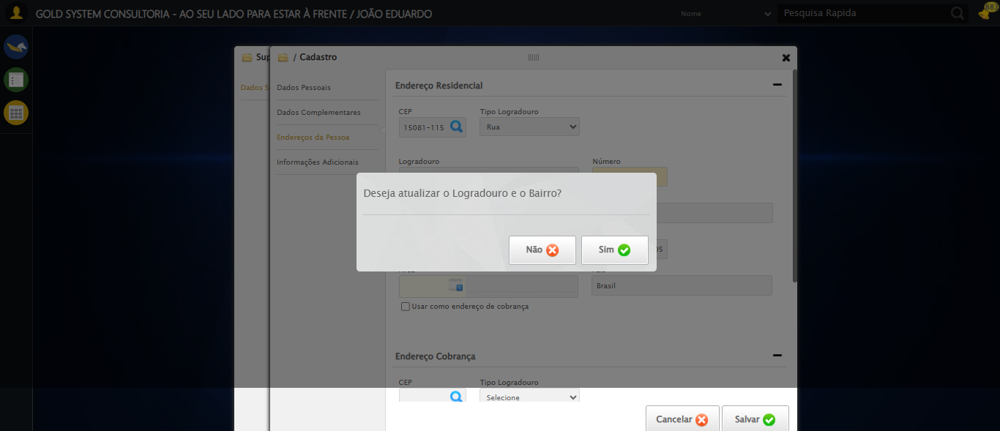 GOLD SYSTEM CONSULTORIA - AO SEU LADO PARA ESTAR À FRENTE / JOÃO EDUARDO
Nome
Pesquisa Rapida
883
Sup
/ Cadastro
Dados S
Dados Pessoais
Dados Complementares
Endereços da Pessoa
Informações Adicionais
Endereço Residencial
CEP
Tipo Logradouro
15081-115
Rua
Logradouro
Número
Deseja atualizar o Logradouro e o Bairro?
Não
Sim
05
Brasil
Usar como endereço de cobrança
Endereço Cobrança
CEP
Tipo Logradouro
Selecione
Cancelar
Salvar